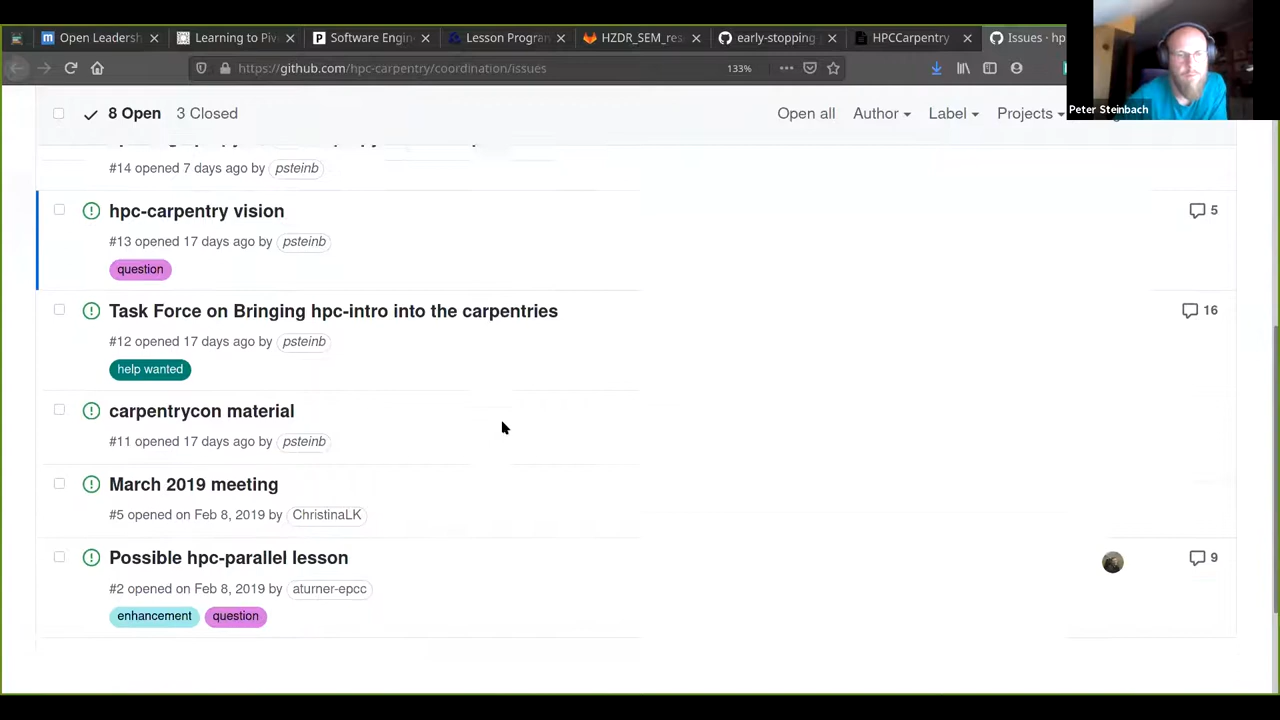 Open Leadersh
Learning to Piv
Software Engin
Lesson Progran
HZDR_SEM_res
early-stopping
HPCCarpentry
Issues · hp
https://github.com/hpc-carpentry/coordination/issues
133%
Peter Steinbach
8 Open 3 Closed
Open all Author Label Projects
#14 opened 7 days ago by psteinb
hpc-carpentry vision
5
#13 opened 17 days ago by psteinb
question
Task Force on Bringing hpc-intro into the carpentries
16
#12 opened 17 days ago by psteinb
help wanted
carpentrycon material
#11 opened 17 days ago by psteinb
March 2019 meeting
#5 opened on Feb 8, 2019 by ChristinaLK
Possible hpc-parallel lesson
9
#2 opened on Feb 8, 2019 by aturner-epcc
enhancement question